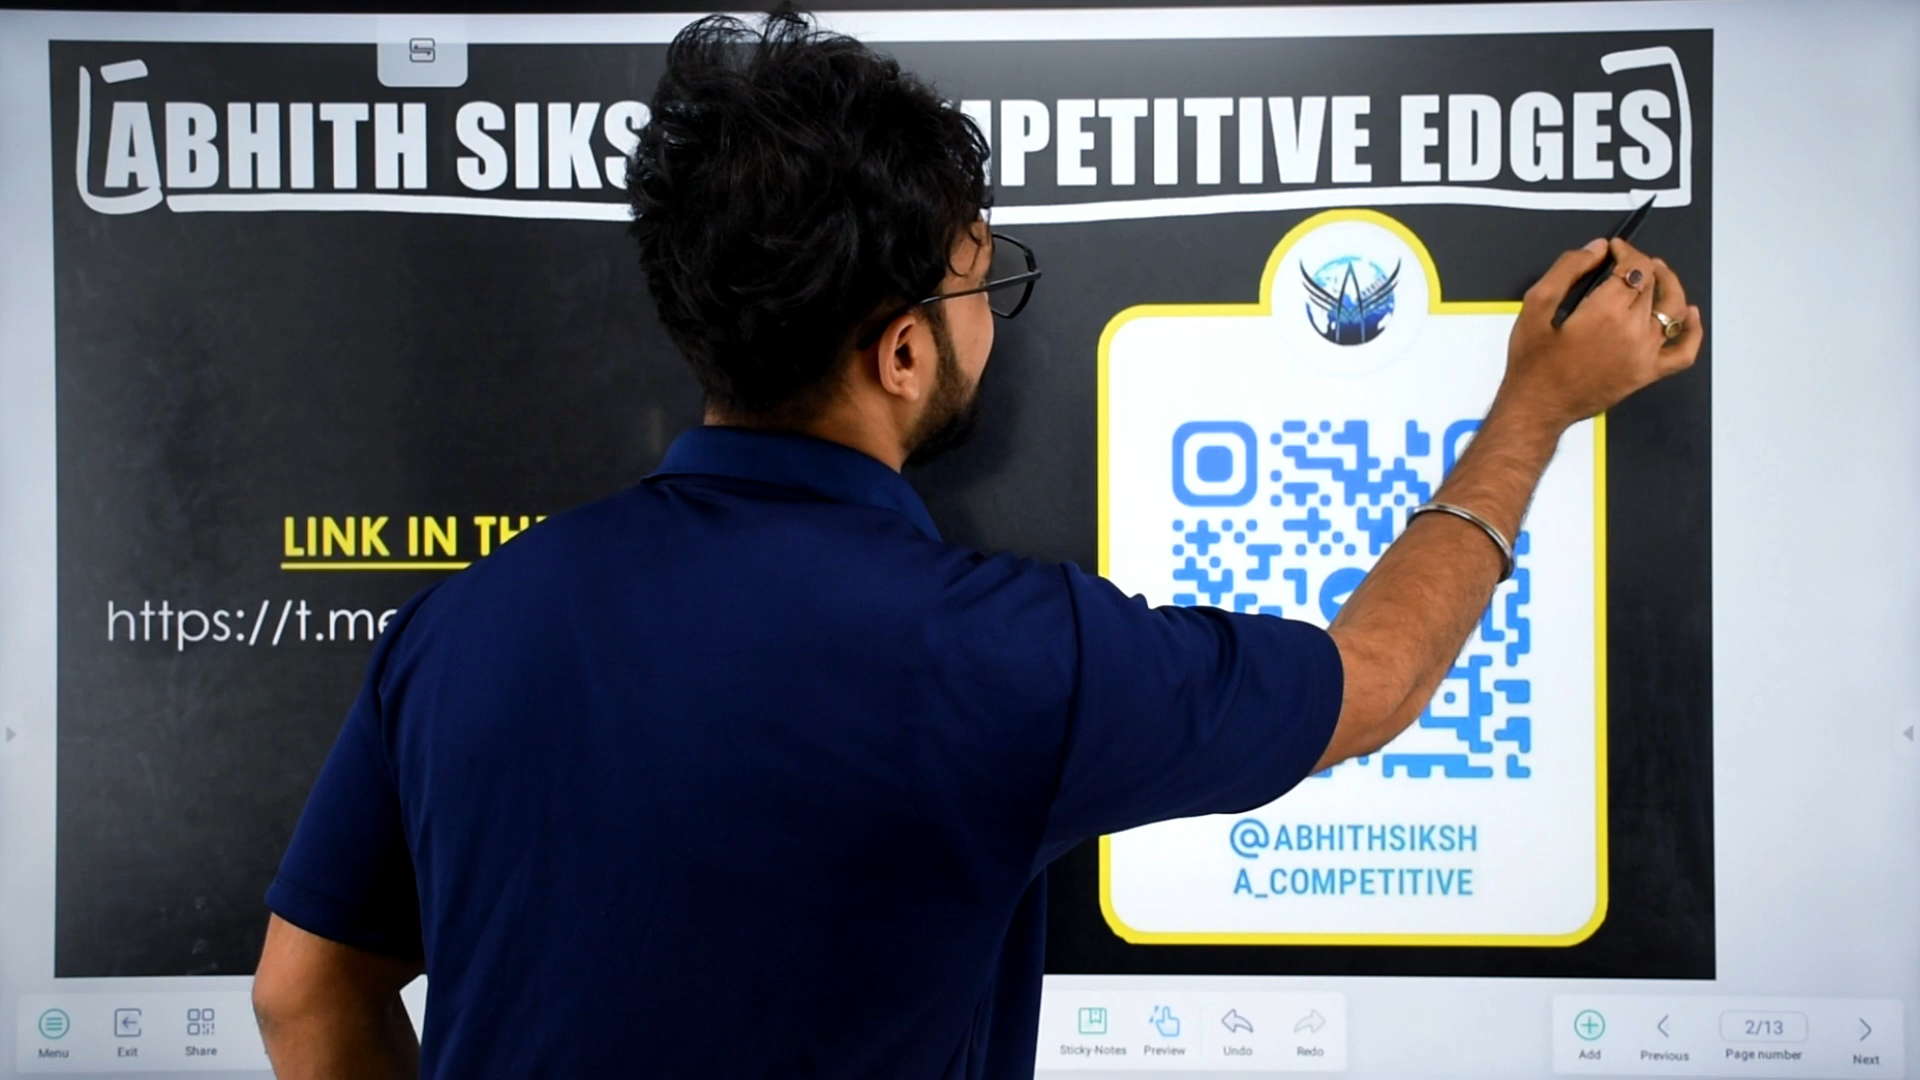 ABHITH SIKS MPETITIVE EDGES
LINK IN TH
https://t.me
@ABHITHSIKSH
A_COMPETITIVE
Menu
Exit
Share
Sticky-Notes
Preview
Undo
Redo
Add
Previous
2/13
Page number
Next